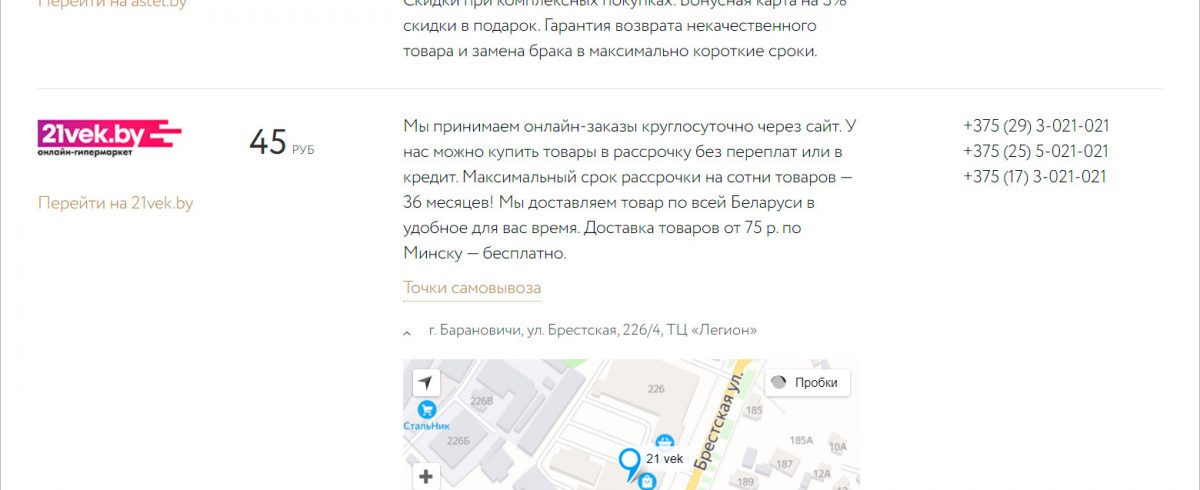 Перейти на astet.by
Скидки при комплексных покупках. Бонусная карта на 5%
скидки в подарок. Гарантия возврата некачественного
товара и замена брака в максимально короткие сроки.
21vek.by
онлайн-гипермаркет
45 РУБ
Перейти на 21vek.by
Мы принимаем онлайн-заказы круглосуточно через сайт. У
нас можно купить товары в рассрочку без переплат или в
кредит. Максимальный срок рассрочки на сотни товаров —
36 месяцев! Мы доставляем товар по всей Беларуси в
удобное для вас время. Доставка товаров от 75 р. по
Минску — бесплатно.
+375 (29) 3-021-021
+375 (25) 5-021-021
+375 (17) 3-021-021
Точки самовывоза
г. Барановичи, ул. Брестская, 226/4, ТЦ «Легион»
Пробки
226
226В
СтальНик
226Б
Брестская ул.
185
185А
10А
21 vek
187
12А
189